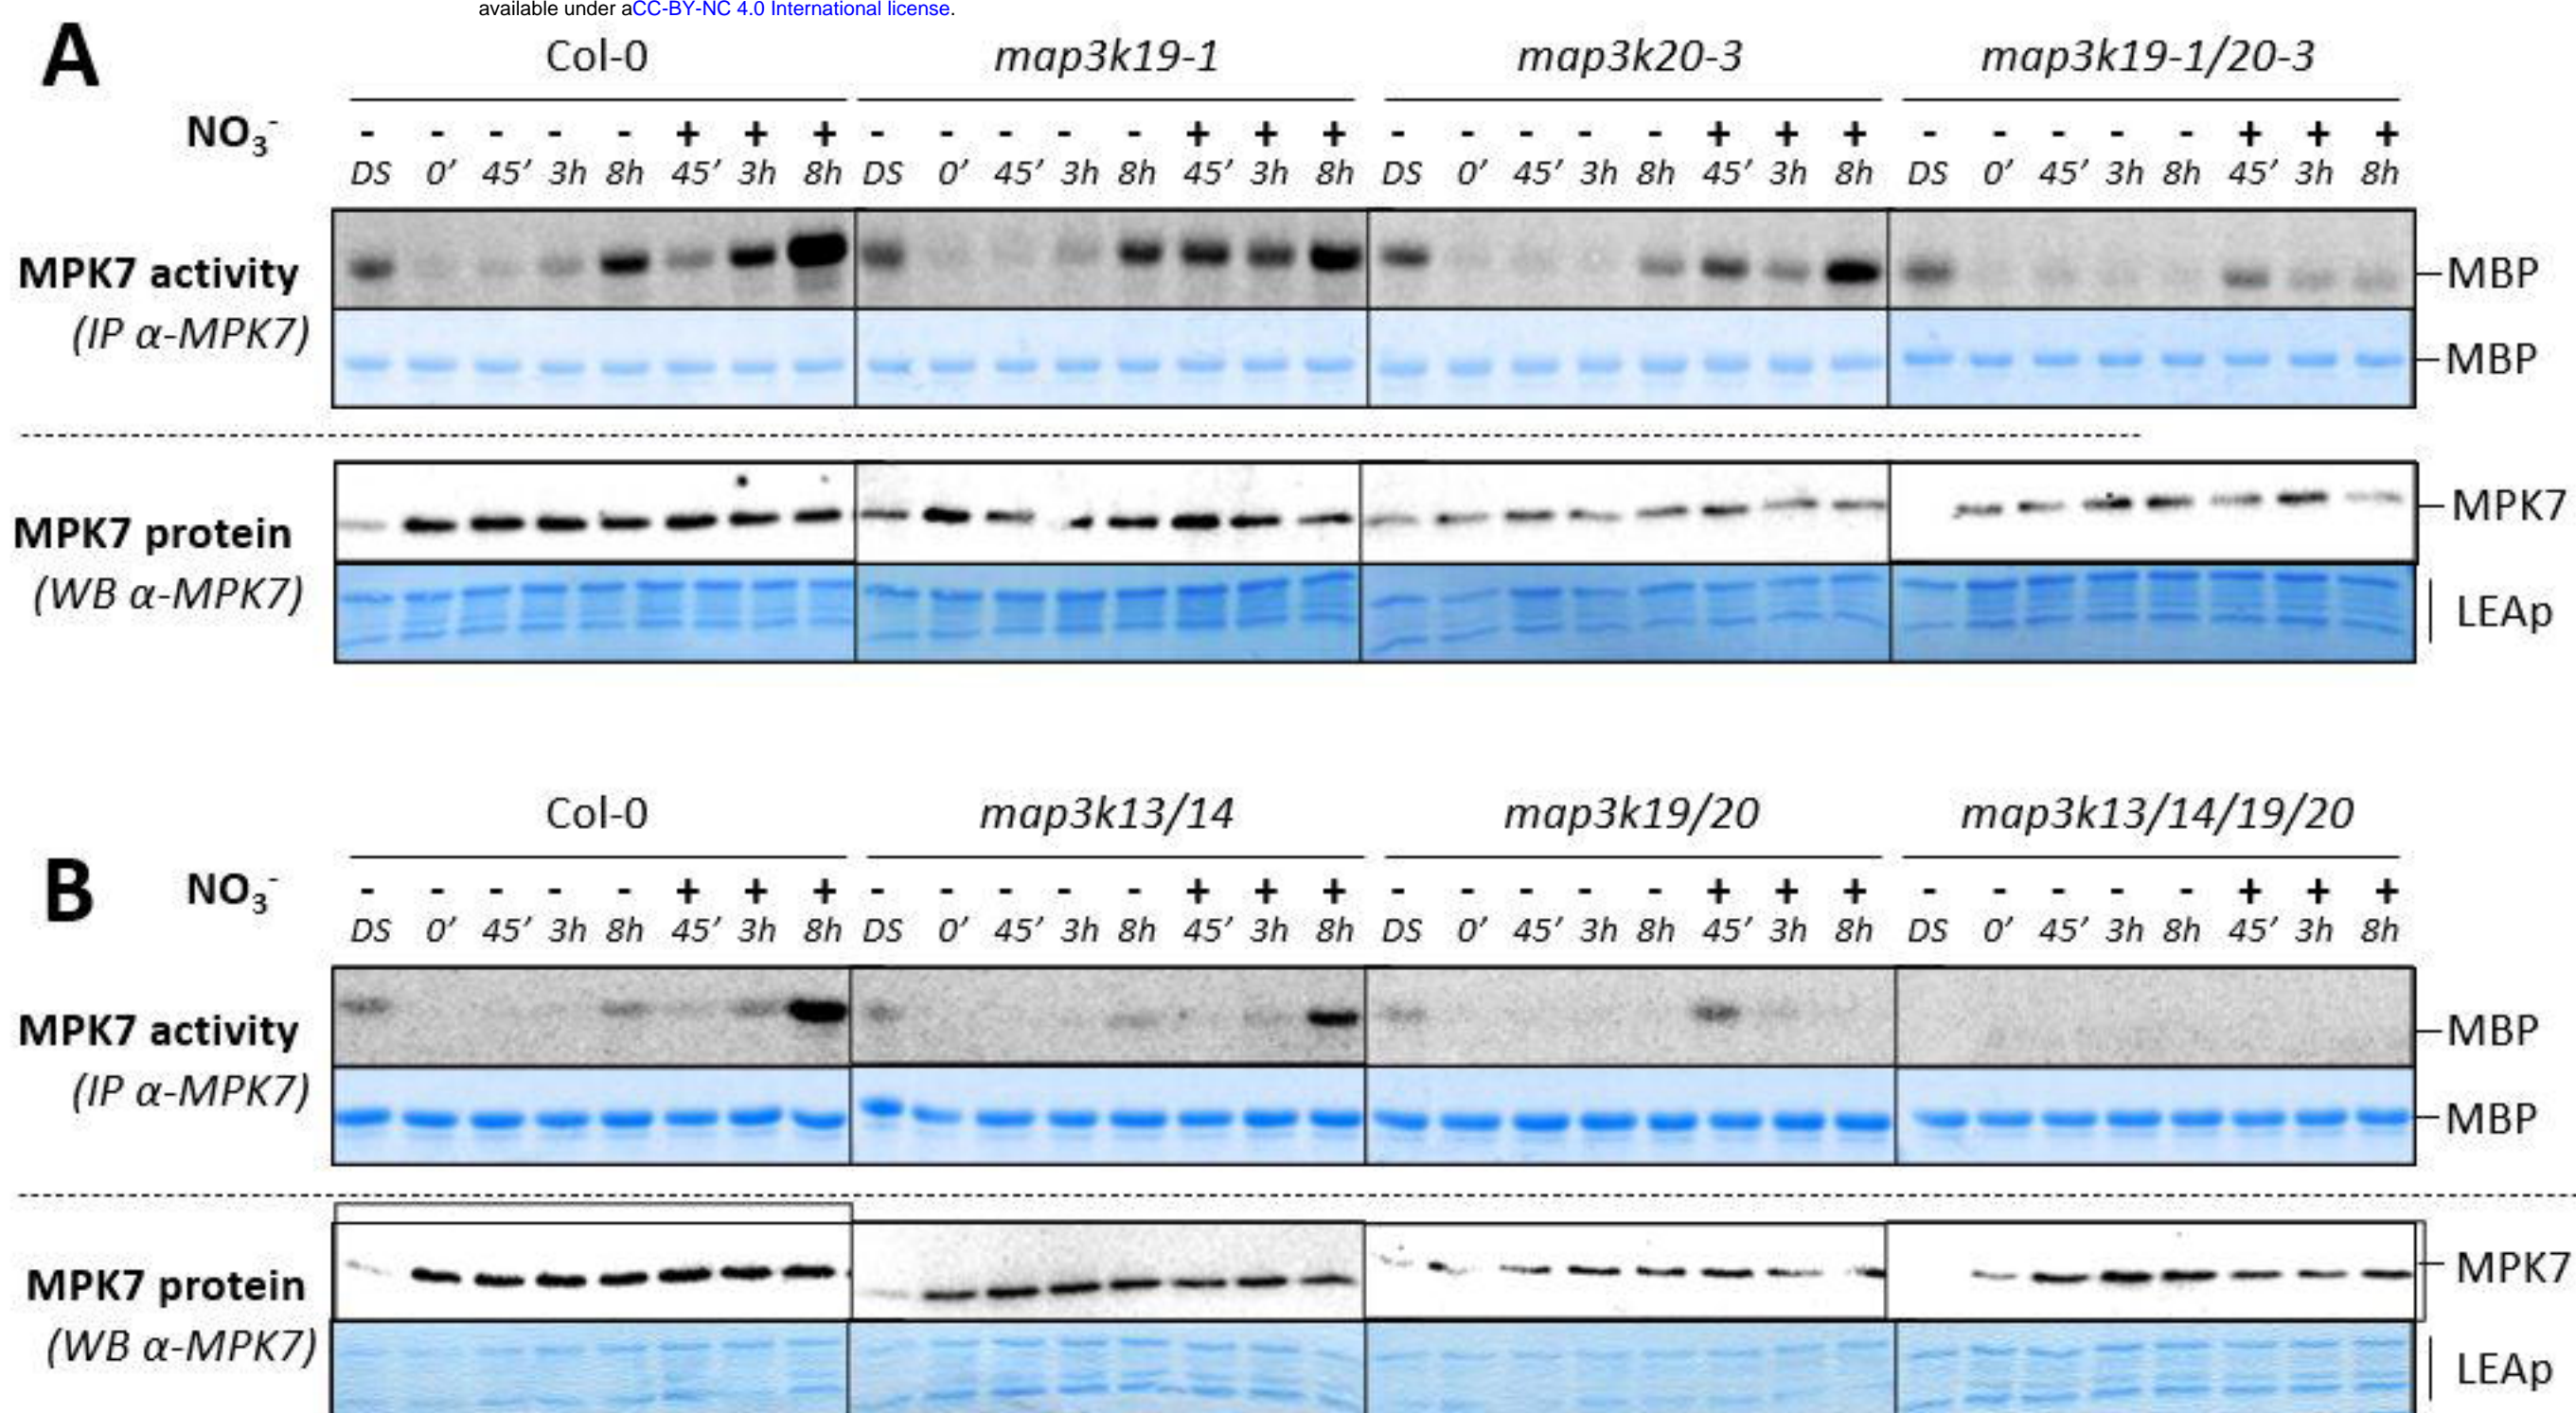 available under aCC-BY-NC 4.0 International license.
A
Col-0 map3k19-1 map3k20-3 map3k19-1/20-3
NO₃⁻ - - - - - + + + - - - - - + + + - - - - - + + + - - - - - + + +
DS 0’ 45’ 3h 8h 45’ 3h 8h DS 0’ 45’ 3h 8h 45’ 3h 8h DS 0’ 45’ 3h 8h 45’ 3h 8h DS 0’ 45’ 3h 8h 45’ 3h 8h
MPK7 activity MBP
(IP α-MPK7) MBP
MPK7 protein MPK7
(WB α-MPK7) LEAp
B
Col-0 map3k13/14 map3k19/20 map3k13/14/19/20
NO₃⁻ - - - - - + + + - - - - - + + + - - - - - + + + - - - - - + + +
DS 0’ 45’ 3h 8h 45’ 3h 8h DS 0’ 45’ 3h 8h 45’ 3h 8h DS 0’ 45’ 3h 8h 45’ 3h 8h DS 0’ 45’ 3h 8h 45’ 3h 8h
MPK7 activity MBP
(IP α-MPK7) MBP
MPK7 protein MPK7
(WB α-MPK7) LEAp